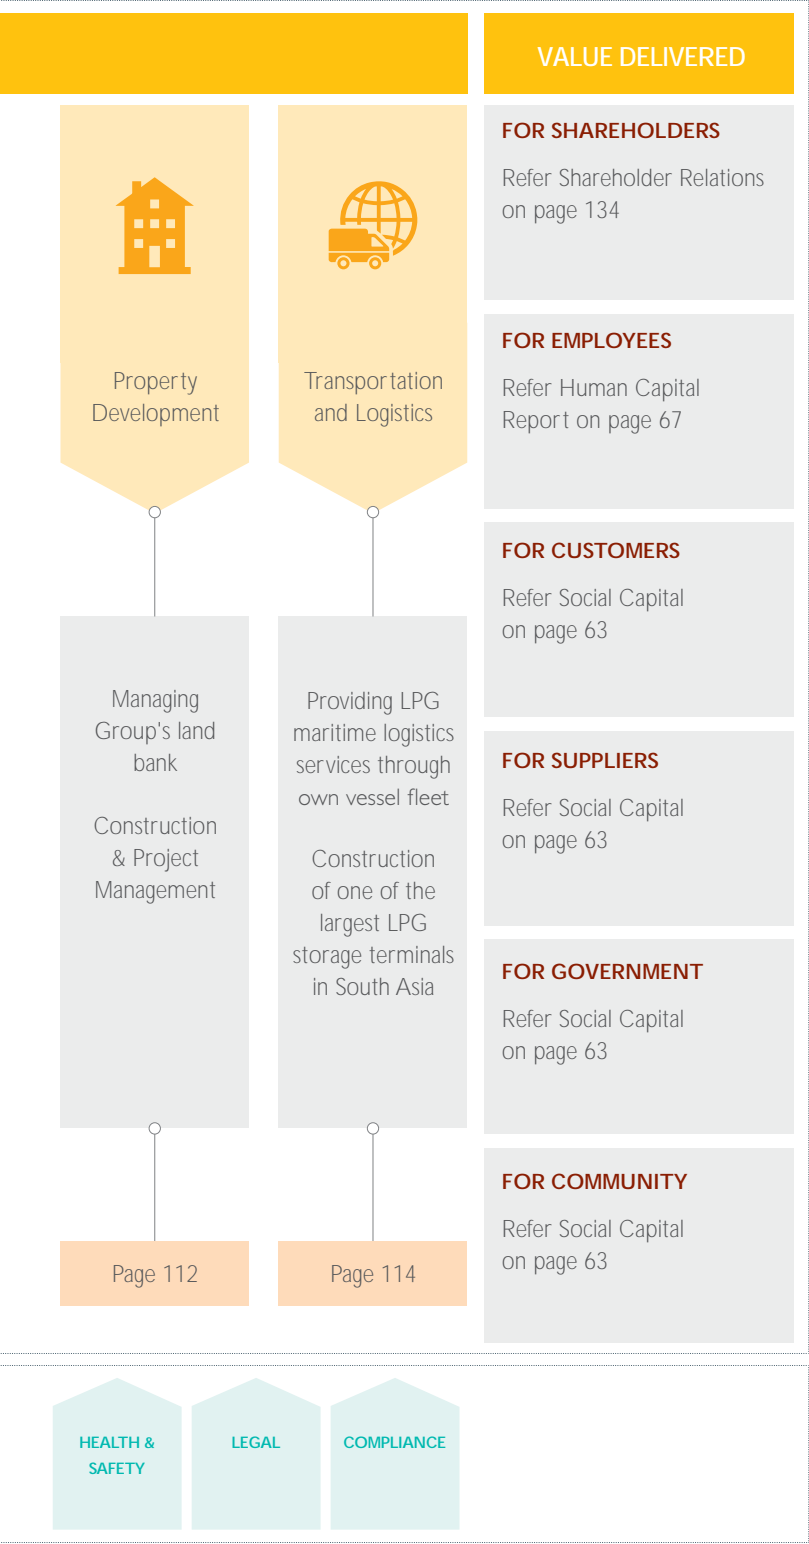 VALUE DELIVERED
Property
Development
Managing
Group's land
bank
Construction
& Project
Management
Page 112
Transportation
and Logistics
Providing LPG
maritime logistics
services through
own vessel fleet
Construction
of one of the
largest LPG
storage terminals
in South Asia
Page 114
FOR SHAREHOLDERS
Refer Shareholder Relations
on page 134
FOR EMPLOYEES
Refer Human Capital
Report on page 67
FOR CUSTOMERS
Refer Social Capital
on page 63
FOR SUPPLIERS
Refer Social Capital
on page 63
FOR GOVERNMENT
Refer Social Capital
on page 63
FOR COMMUNITY
Refer Social Capital
on page 63
HEALTH &
SAFETY
LEGAL
COMPLIANCE